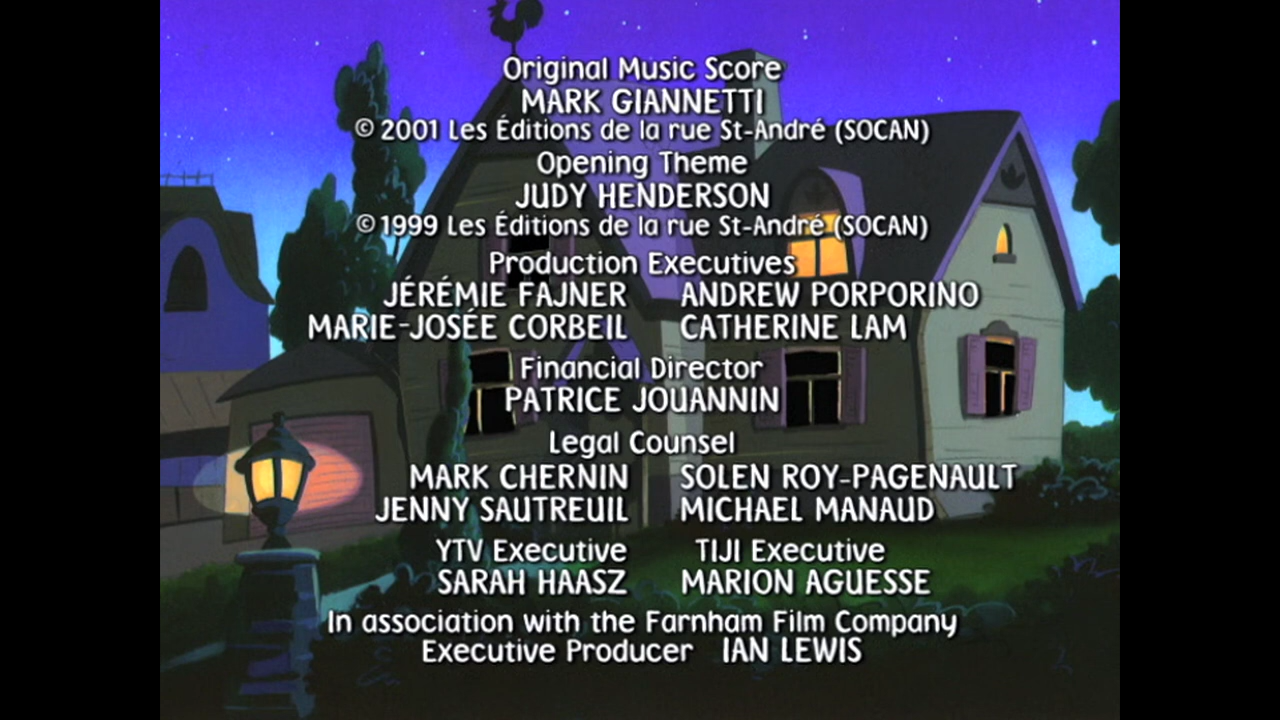 Original Music Score
MARK GIANNETTI
© 2001 Les Éditions de la rue St-André (SOCAN)
Opening Theme
JUDY HENDERSON
© 1999 Les Éditions de la rue St-André (SOCAN)
Production Executives
JÉRÉMIE FAJNER ANDREW PORPORINO
MARIE-JOSÉE CORBEIL CATHERINE LAM
Financial Director
PATRICE JOUANNIN
Legal Counsel
MARK CHERNIN SOLEN ROY-PAGENAULT
JENNY SAUTREUIL MICHAEL MANAUD
YTV Executive TIJI Executive
SARAH HAASZ MARION AGUESSE
In association with the Farnham Film Company
Executive Producer IAN LEWIS